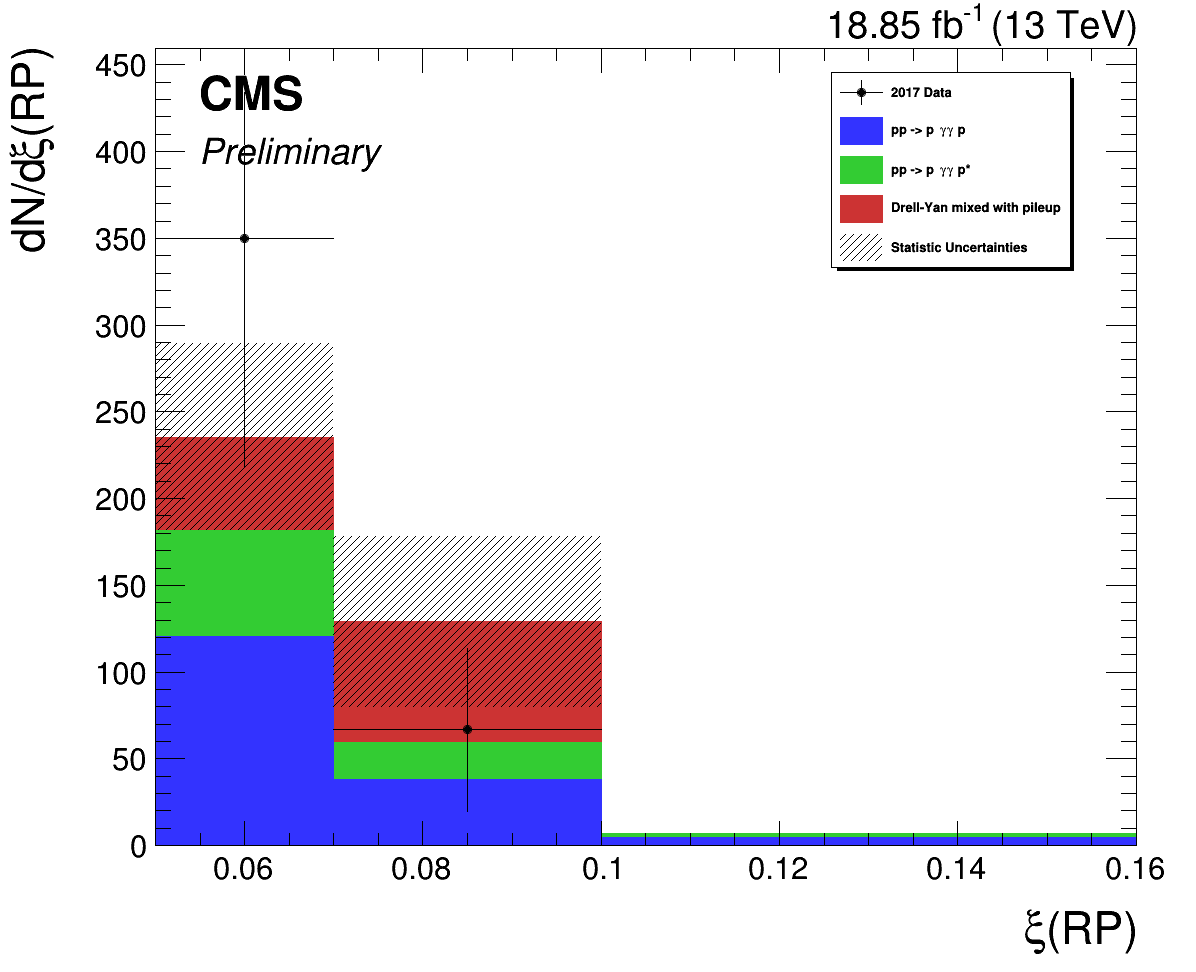 18.85 fb⁻¹ (13 TeV)
dN/dξ(RP)
CMS
Preliminary
2017 Data
pp -> p γγ p
pp -> p γγ p*
Drell-Yan mixed with pileup
Statistic Uncertainties
450
400
350
300
250
200
150
100
50
0
0.06 0.08 0.1 0.12 0.14 0.16
ξ(RP)